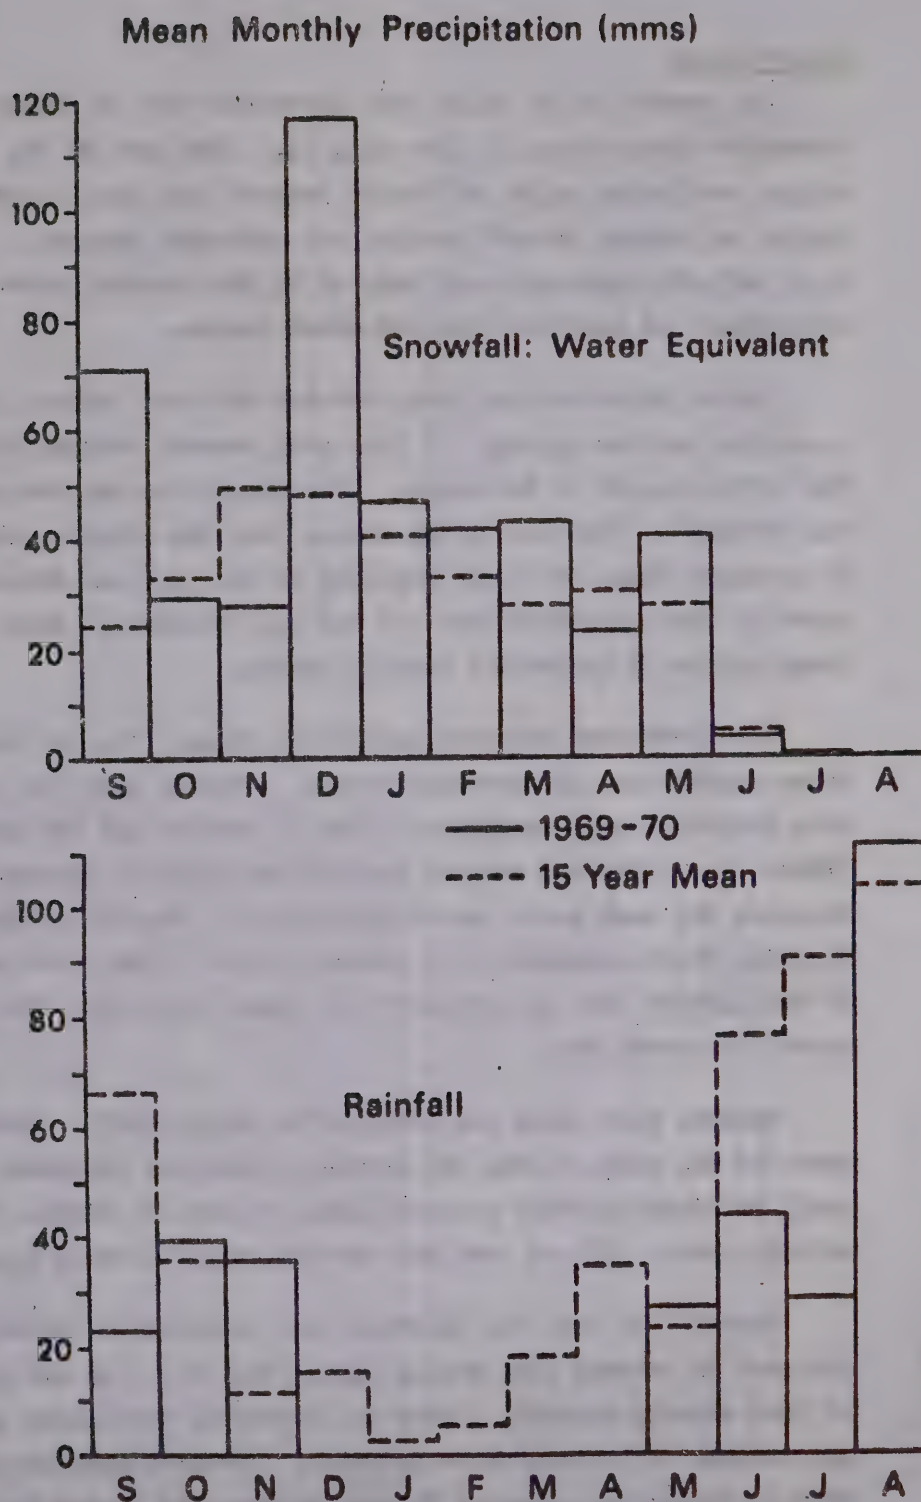 Mean Monthly Precipitation (mms)
120
100
80
Snowfall: Water Equivalent
60
40
20
0
S O N D J F M A M J J A
1969-70
15 Year Mean
100
80
Rainfall
60
40
20
0
S O N D J F M A M J J A